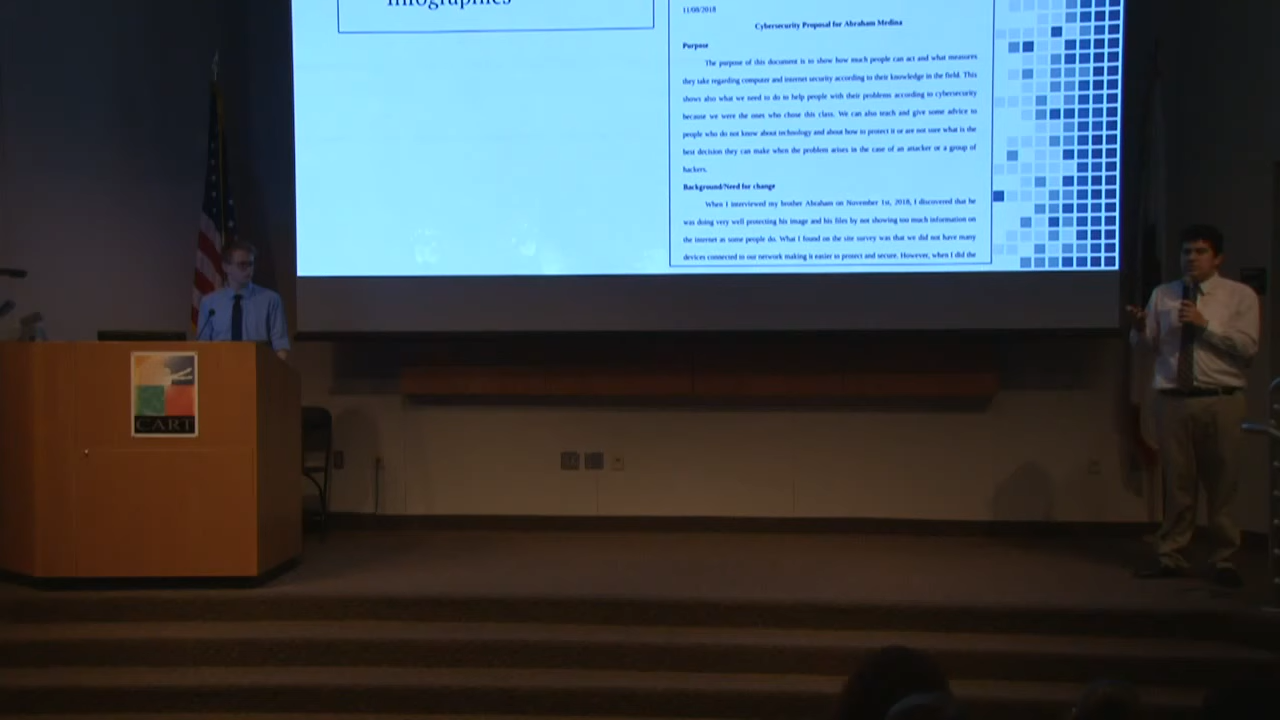 Infographics
11/08/2018
Cybersecurity Proposal for Abraham Medina
Purpose
The purpose of this document is to show how much people can act and what measures
they take regarding computer and internet security according to their knowledge in the field. This
shows also what we need to do to help people with their problems according to cybersecurity
because we were the ones who chose this class. We can also teach and give some advice to
people who do not know about technology and about how to protect it or are not sure what is the
best decision they can make when the problem arises in the case of an attacker or a group of
hackers.
Background/Need for change
When I interviewed my brother Abraham on November 1st, 2018, I discovered that he
was doing very well protecting his image and his files by not showing too much information on
the internet as some people do. What I found on the site survey was that we did not have many
devices connected to our network making it easier to protect and secure. However, when I did the
CART